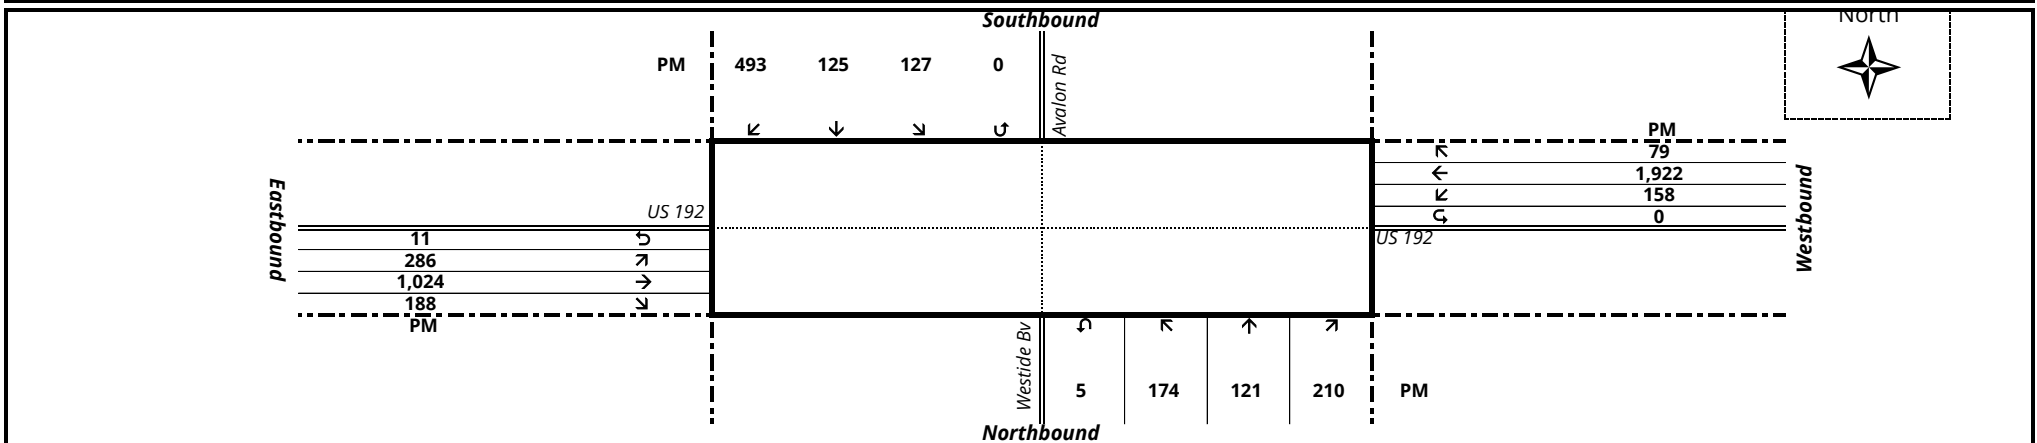 Southbound
North
PM 493 125 127 0
Avalon Rd
PM
79
1,922
158
0
Eastbound
Westbound
US 192
US 192
11
286
1,024
188
PM
Westide Bv
5 174 121 210 PM
Northbound